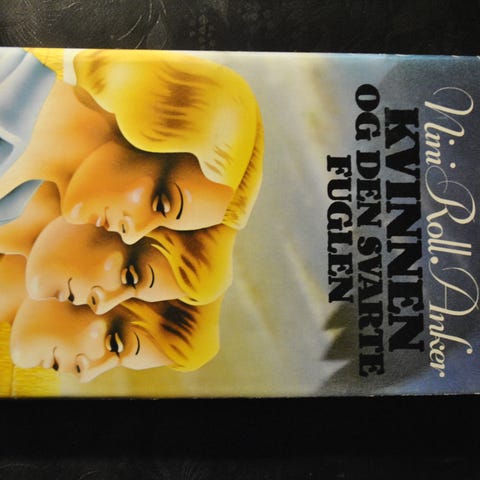 Nini Roll Anker
KVINNEN
OG DEN SVARTE
FUGLEN